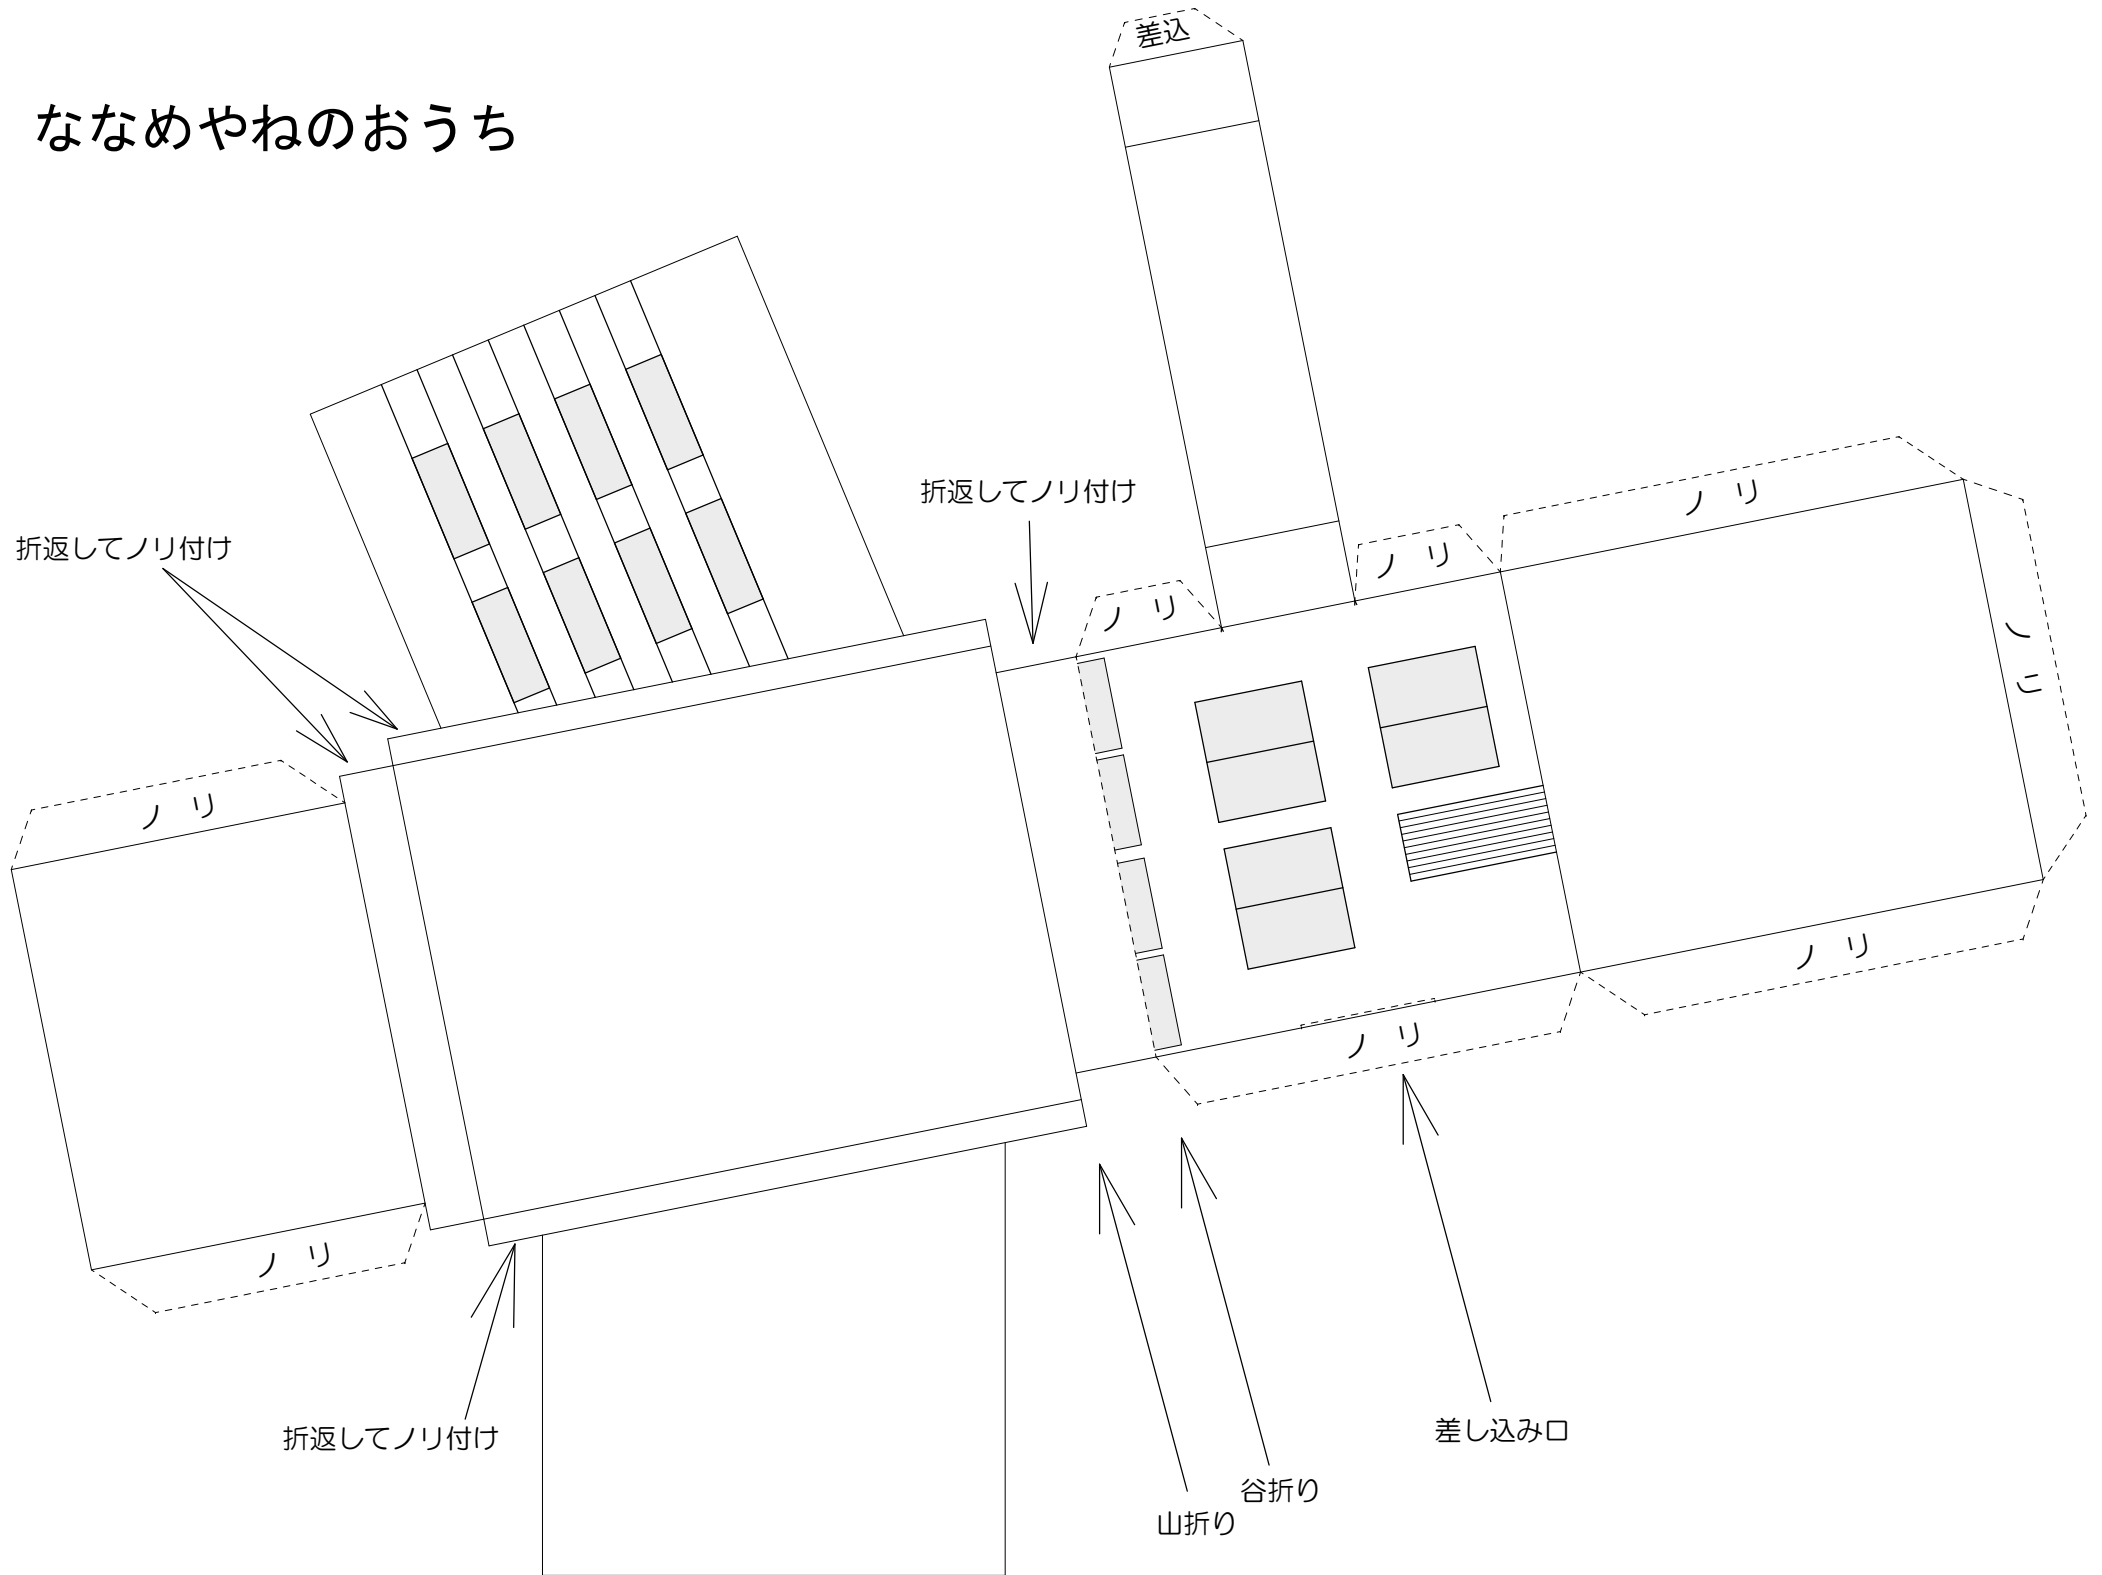 差込
ななめやねのおうち
折返してノリ付け
ノリ
折返してノリ付け
ノリ
ノリ
ノリ
ノリ
ノリ
ノリ
ノリ
差し込み口
折返してノリ付け
谷折り
山折り